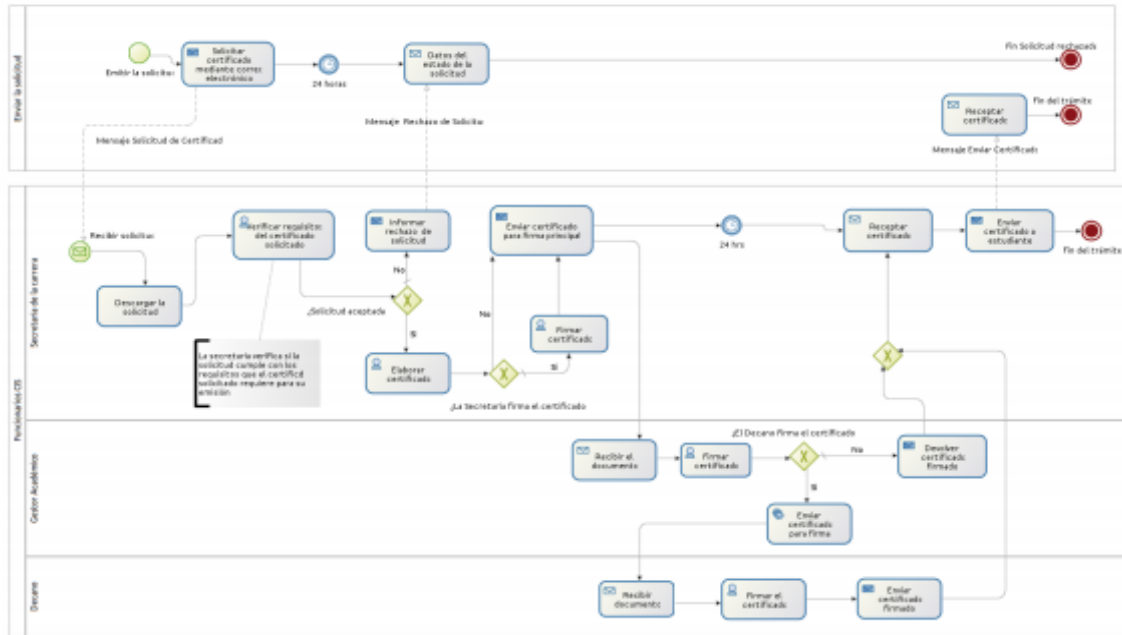 Enviar la solicitud
Emitir la solicitud
Solicitar
certificado
mediante correo
electrónico
24 horas
Datos del
estado de la
solicitud
Fin Solicitud rechazada
Receptar
certificado
Fin del trámite
Mensaje Solicitud de Certificad
Mensaje Rechazo de Solicitud
Mensaje Enviar Certificado
Funcionarios CIS
Secretaria de la carrera
Recibir solicitud
Descargar la
solicitud
Verificar requisitos
del certificado
solicitado
La secretaria verifica si la
solicitud cumple con los
requisitos que el certificd
solicitado requiere para su
emisión
Informar
rechazo de
solicitud
No
¿Solicitud aceptada
Si
Elaborar
certificado
No
Si
¿La Secretaria firma el certificado
Firmar
certificado
Enviar certificado
para firma principal
24 hrs
Receptar
certificado
Enviar
certificado a
estudiante
Fin del trámite
Gestor Académico
Recibir el
documento
Firmar
certificado
¿El Decano firma el certificado
No
Si
Devolver
certificado
firmado
Enviar
certificado
para firma
Decano
Recibir
documento
Firmar el
certificado
Enviar
certificado
firmado